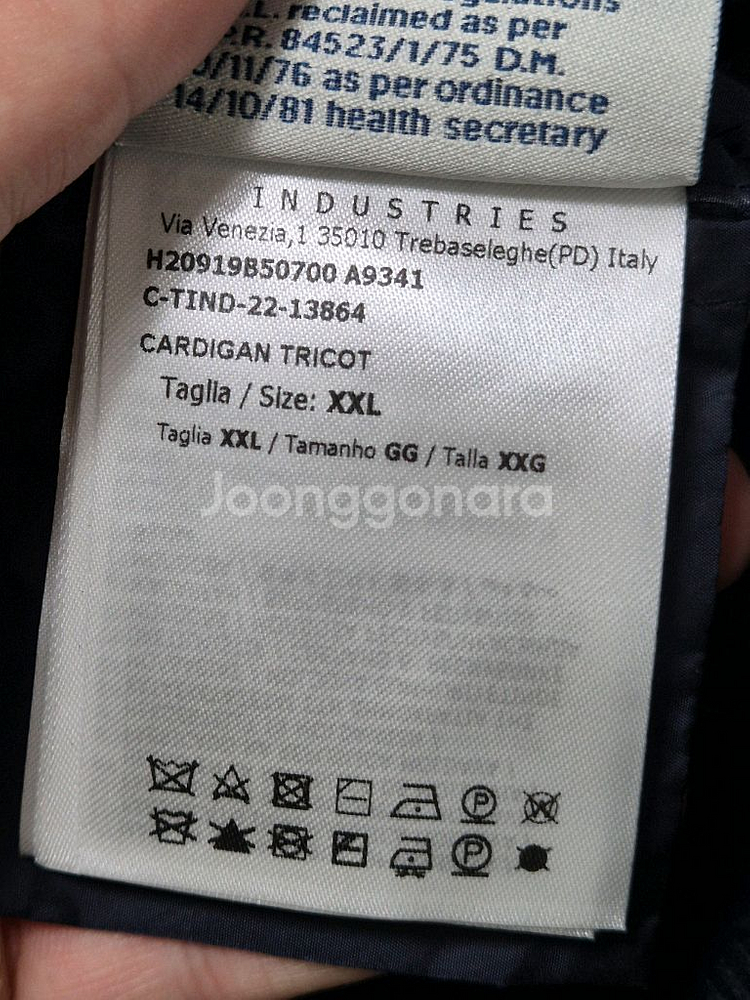 reclaimed as per
84523/1/75 D.M.
/11/76 as per ordinance
14/10/81 health secretary
INDUSTRIES
Via Venezia,1 35010 Trebaseleghe(PD) Italy
H20919B50700 A9341
C-TIND-22-13864
CARDIGAN TRICOT
Taglia / Size: XXL
Taglia XXL / Tamanho GG / Talla XXG
Joonggonara
P
P